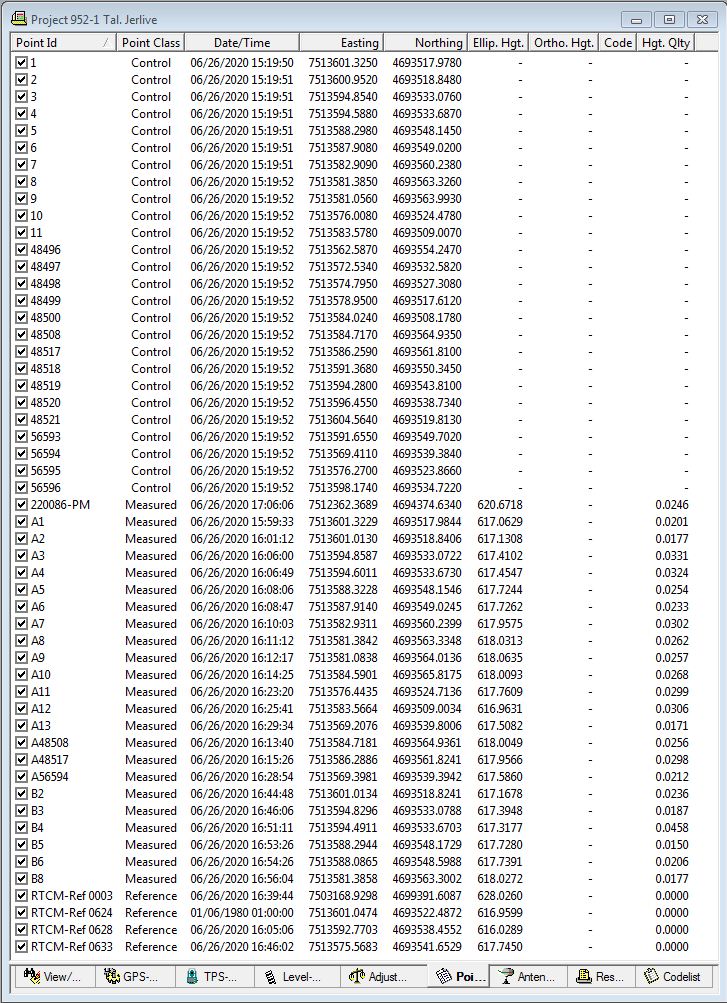 Project 952-1 Tal. Jerlive
Point Id / Point Class Date/Time Easting Northing Ellip. Hgt. Ortho. Hgt. Code Hgt. Qlty
1 Control 06/26/2020 15:19:50 7513601.3250 4693517.9780 - - -
2 Control 06/26/2020 15:19:51 7513600.9520 4693518.8480 - - -
3 Control 06/26/2020 15:19:51 7513594.8540 4693533.0760 - - -
4 Control 06/26/2020 15:19:51 7513594.5880 4693533.6870 - - -
5 Control 06/26/2020 15:19:51 7513588.2980 4693548.1450 - - -
6 Control 06/26/2020 15:19:51 7513587.9080 4693549.0200 - - -
7 Control 06/26/2020 15:19:51 7513582.9090 4693560.2380 - - -
8 Control 06/26/2020 15:19:52 7513581.3850 4693563.3260 - - -
9 Control 06/26/2020 15:19:52 7513581.0560 4693563.9930 - - -
10 Control 06/26/2020 15:19:52 7513576.0080 4693524.4780 - - -
11 Control 06/26/2020 15:19:52 7513583.5780 4693509.0070 - - -
48496 Control 06/26/2020 15:19:52 7513562.5870 4693554.2470 - - -
48497 Control 06/26/2020 15:19:52 7513572.5340 4693532.5820 - - -
48498 Control 06/26/2020 15:19:52 7513574.7950 4693527.3080 - - -
48499 Control 06/26/2020 15:19:52 7513578.9500 4693517.6120 - - -
48500 Control 06/26/2020 15:19:52 7513584.0240 4693508.1780 - - -
48508 Control 06/26/2020 15:19:52 7513584.7170 4693564.9350 - - -
48517 Control 06/26/2020 15:19:52 7513586.2590 4693561.8100 - - -
48518 Control 06/26/2020 15:19:52 7513591.3680 4693550.3450 - - -
48519 Control 06/26/2020 15:19:52 7513594.2800 4693543.8100 - - -
48520 Control 06/26/2020 15:19:52 7513596.4550 4693538.7340 - - -
48521 Control 06/26/2020 15:19:52 7513604.5640 4693519.8130 - - -
56593 Control 06/26/2020 15:19:52 7513591.6550 4693549.7020 - - -
56594 Control 06/26/2020 15:19:52 7513569.4110 4693539.3840 - - -
56595 Control 06/26/2020 15:19:52 7513576.2700 4693523.8660 - - -
56596 Control 06/26/2020 15:19:52 7513598.1740 4693534.7220 - - -
220086-PM Measured 06/26/2020 17:06:06 7512362.3689 4694374.6340 620.6718 - 0.0246
A1 Measured 06/26/2020 15:59:33 7513601.3229 4693517.9844 617.0629 - 0.0201
A2 Measured 06/26/2020 16:01:12 7513601.0130 4693518.8406 617.1308 - 0.0177
A3 Measured 06/26/2020 16:06:00 7513594.8587 4693533.0722 617.4102 - 0.0331
A4 Measured 06/26/2020 16:06:49 7513594.6011 4693533.6730 617.4547 - 0.0324
A5 Measured 06/26/2020 16:08:06 7513588.3228 4693548.1546 617.7244 - 0.0254
A6 Measured 06/26/2020 16:08:47 7513587.9140 4693549.0245 617.7262 - 0.0233
A7 Measured 06/26/2020 16:10:03 7513582.9311 4693560.2399 617.9575 - 0.0302
A8 Measured 06/26/2020 16:11:12 7513581.3842 4693563.3348 618.0313 - 0.0262
A9 Measured 06/26/2020 16:12:17 7513581.0838 4693564.0136 618.0635 - 0.0257
A10 Measured 06/26/2020 16:14:25 7513584.5901 4693565.8175 618.0093 - 0.0268
A11 Measured 06/26/2020 16:23:20 7513576.4435 4693524.7136 617.7609 - 0.0299
A12 Measured 06/26/2020 16:25:41 7513583.5664 4693509.0034 616.9631 - 0.0306
A13 Measured 06/26/2020 16:29:34 7513569.2076 4693539.8006 617.5082 - 0.0171
A48508 Measured 06/26/2020 16:13:40 7513584.7181 4693564.9361 618.0049 - 0.0256
A48517 Measured 06/26/2020 16:15:26 7513586.2886 4693561.8241 617.9566 - 0.0298
A56594 Measured 06/26/2020 16:28:54 7513569.3981 4693539.3942 617.5860 - 0.0212
B2 Measured 06/26/2020 16:44:48 7513601.0134 4693518.8241 617.1678 - 0.0236
B3 Measured 06/26/2020 16:46:06 7513594.8296 4693533.0788 617.3948 - 0.0187
B4 Measured 06/26/2020 16:51:11 7513594.4911 4693533.6703 617.3177 - 0.0458
B5 Measured 06/26/2020 16:53:26 7513588.2944 4693548.1729 617.7280 - 0.0150
B6 Measured 06/26/2020 16:54:26 7513588.0865 4693548.5988 617.7391 - 0.0206
B8 Measured 06/26/2020 16:56:04 7513581.3858 4693563.3002 618.0272 - 0.0177
RTCM-Ref 0003 Reference 06/26/2020 16:39:44 7503168.9298 4699391.6087 628.0260 - 0.0000
RTCM-Ref 0624 Reference 01/06/1980 01:00:00 7513601.0474 4693522.4872 616.9599 - 0.0000
RTCM-Ref 0628 Reference 06/26/2020 16:05:06 7513592.7703 4693538.4552 616.0289 - 0.0000
RTCM-Ref 0633 Reference 06/26/2020 16:46:02 7513575.5683 4693541.6529 617.7450 - 0.0000
View/... GPS-... TPS-... Level-... Adjust... Poi... Anten... Res... Codelist